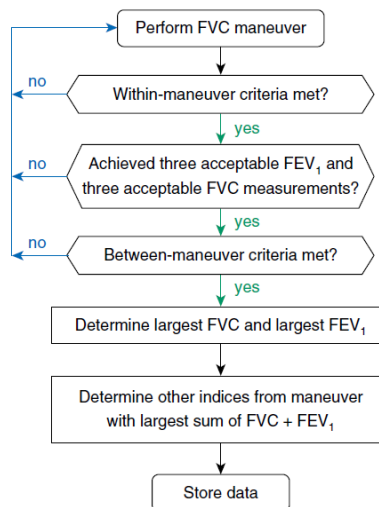 Perform FVC maneuver
no
Within-maneuver criteria met?
yes
no
Achieved three acceptable FEV₁ and
three acceptable FVC measurements?
yes
no
Between-maneuver criteria met?
yes
Determine largest FVC and largest FEV₁
Determine other indices from maneuver
with largest sum of FVC + FEV₁
Store data